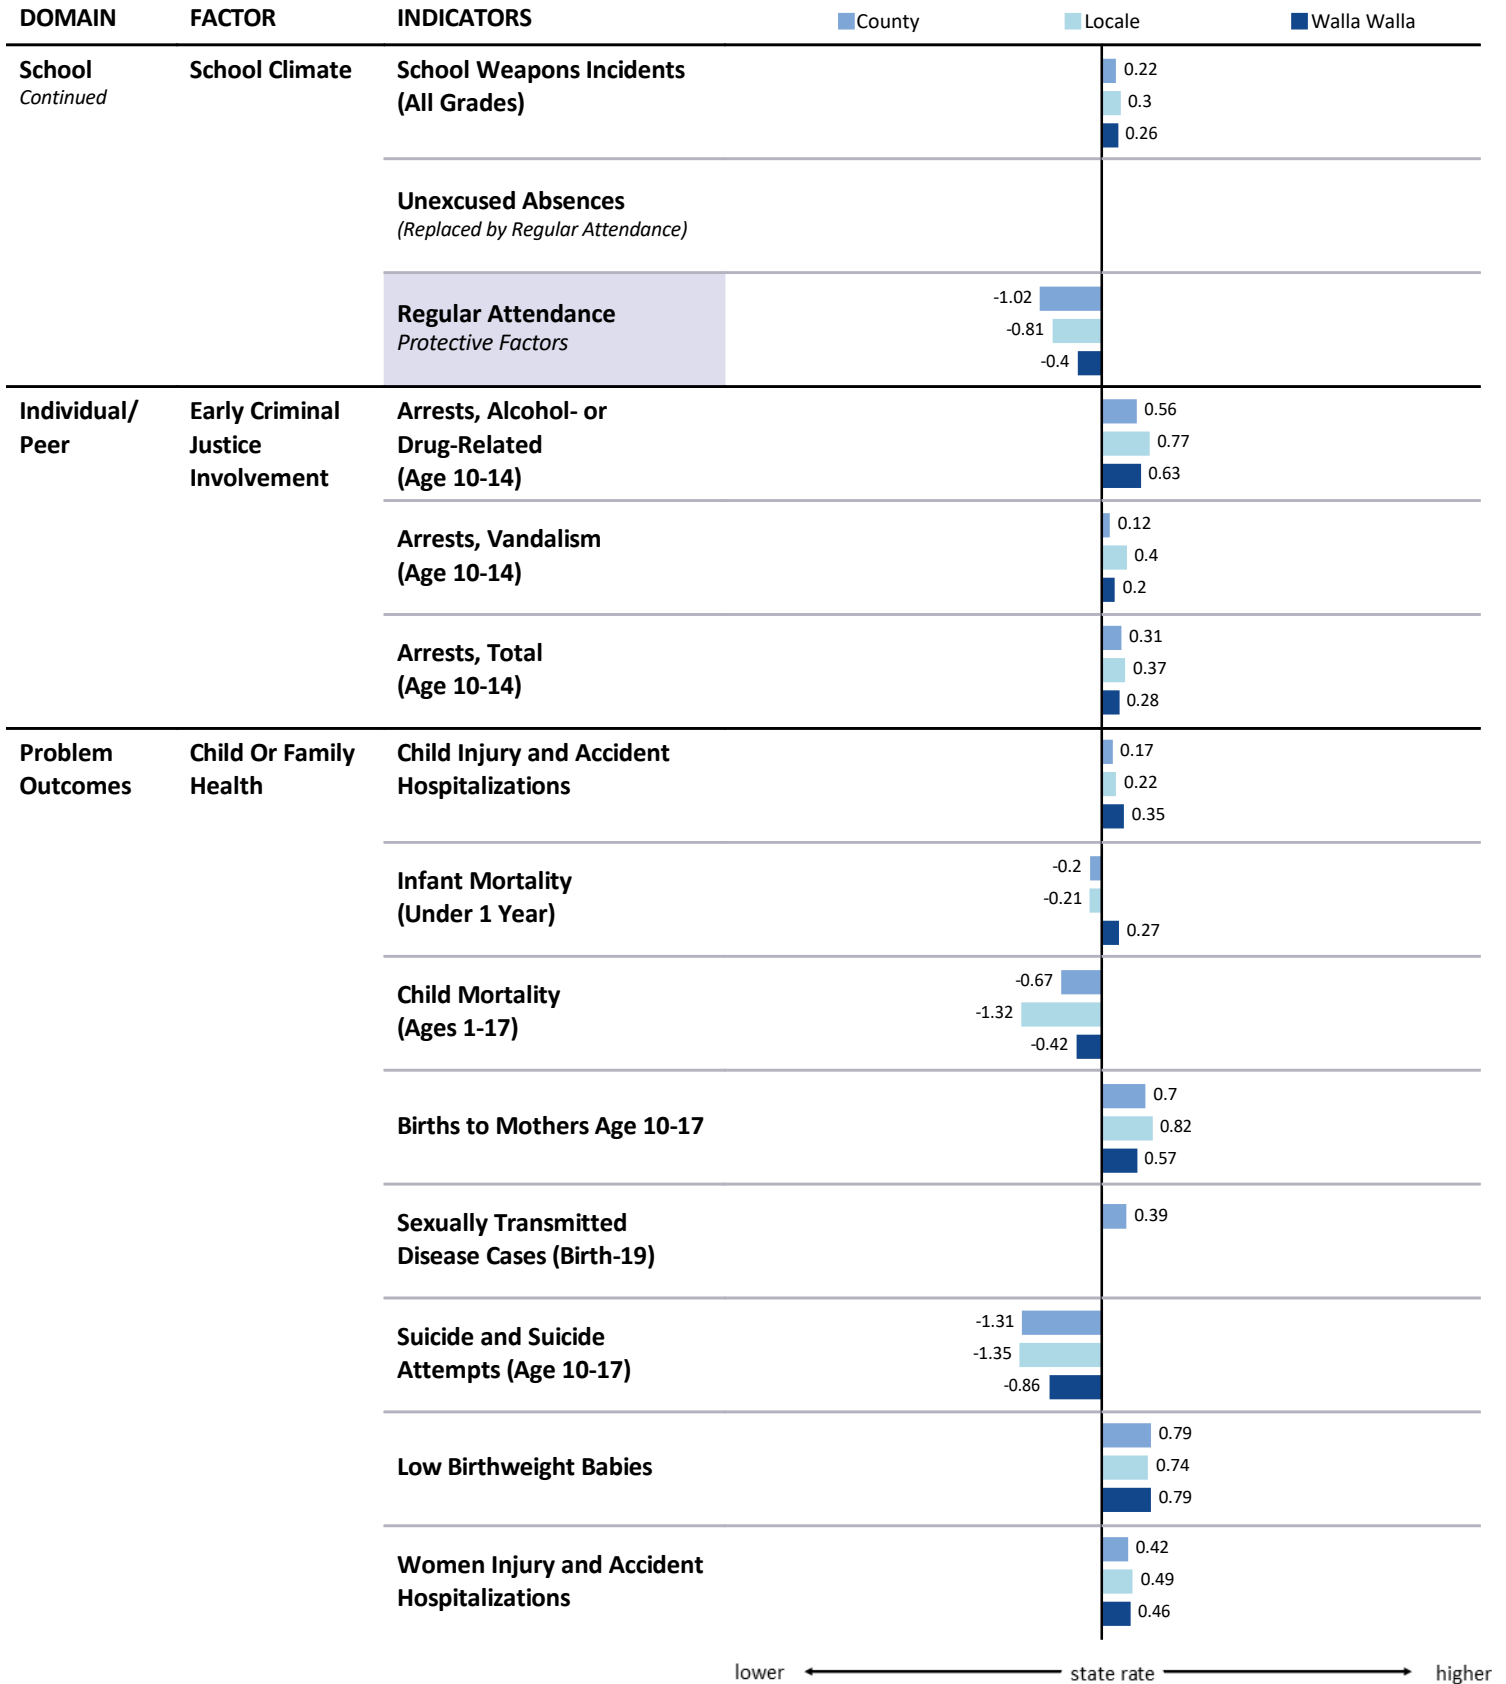 DOMAIN FACTOR INDICATORS County Locale Walla Walla
School School Climate School Weapons Incidents
Continued (All Grades)
0.22
0.3
0.26
Unexcused Absences
(Replaced by Regular Attendance)
Regular Attendance
Protective Factors
-1.02
-0.81
-0.4
Individual/ Early Criminal Arrests, Alcohol- or
Peer Justice Drug-Related
Involvement (Age 10-14)
0.56
0.77
0.63
Arrests, Vandalism
(Age 10-14)
0.12
0.4
0.2
Arrests, Total
(Age 10-14)
0.31
0.37
0.28
Problem Child Or Family Child Injury and Accident
Outcomes Health Hospitalizations
0.17
0.22
0.35
Infant Mortality
(Under 1 Year)
-0.2
-0.21
0.27
Child Mortality
(Ages 1-17)
-0.67
-1.32
-0.42
Births to Mothers Age 10-17
0.7
0.82
0.57
Sexually Transmitted
Disease Cases (Birth-19)
0.39
Suicide and Suicide
Attempts (Age 10-17)
-1.31
-1.35
-0.86
Low Birthweight Babies
0.79
0.74
0.79
Women Injury and Accident
Hospitalizations
0.42
0.49
0.46
lower state rate higher